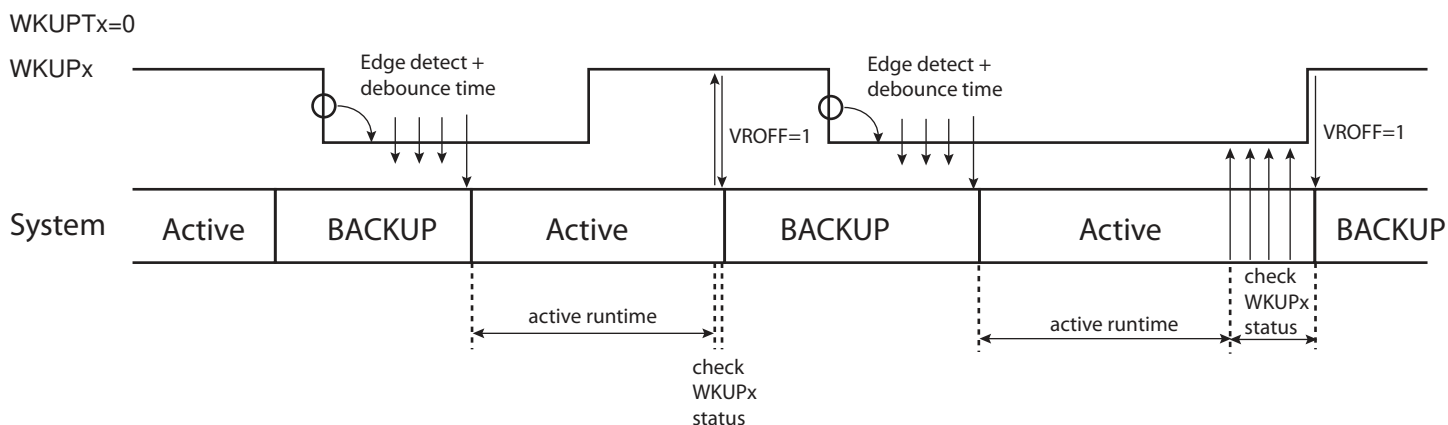 WKUPTx=0
WKUPx
Edge detect +
debounce time
VROFF=1
Edge detect +
debounce time
VROFF=1
System
Active
BACKUP
Active
BACKUP
Active
BACKUP
active runtime
check
WKUPx
status
active runtime
check
WKUPx
status